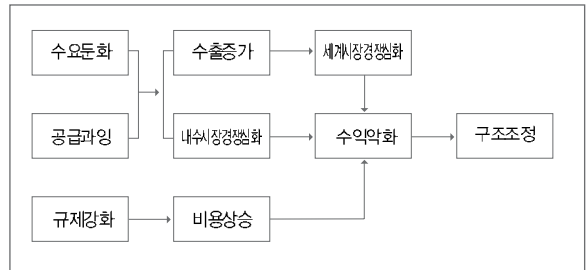 수요둔화
수출증가
세계시장경쟁심화
공급과잉
내수시장경쟁심화
수익악화
구조조정
규제강화
비용상승